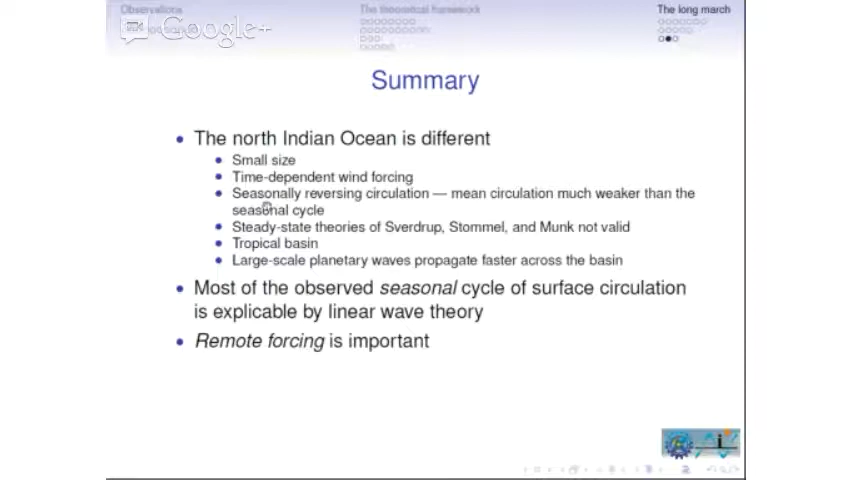 Observations
The theoretical framework
The long march
Google+
Summary
The north Indian Ocean is different
Small size
Time-dependent wind forcing
Seasonally reversing circulation — mean circulation much weaker than the
seasonal cycle
Steady-state theories of Sverdrup, Stommel, and Munk not valid
Tropical basin
Large-scale planetary waves propagate faster across the basin
Most of the observed seasonal cycle of surface circulation
is explicable by linear wave theory
Remote forcing is important